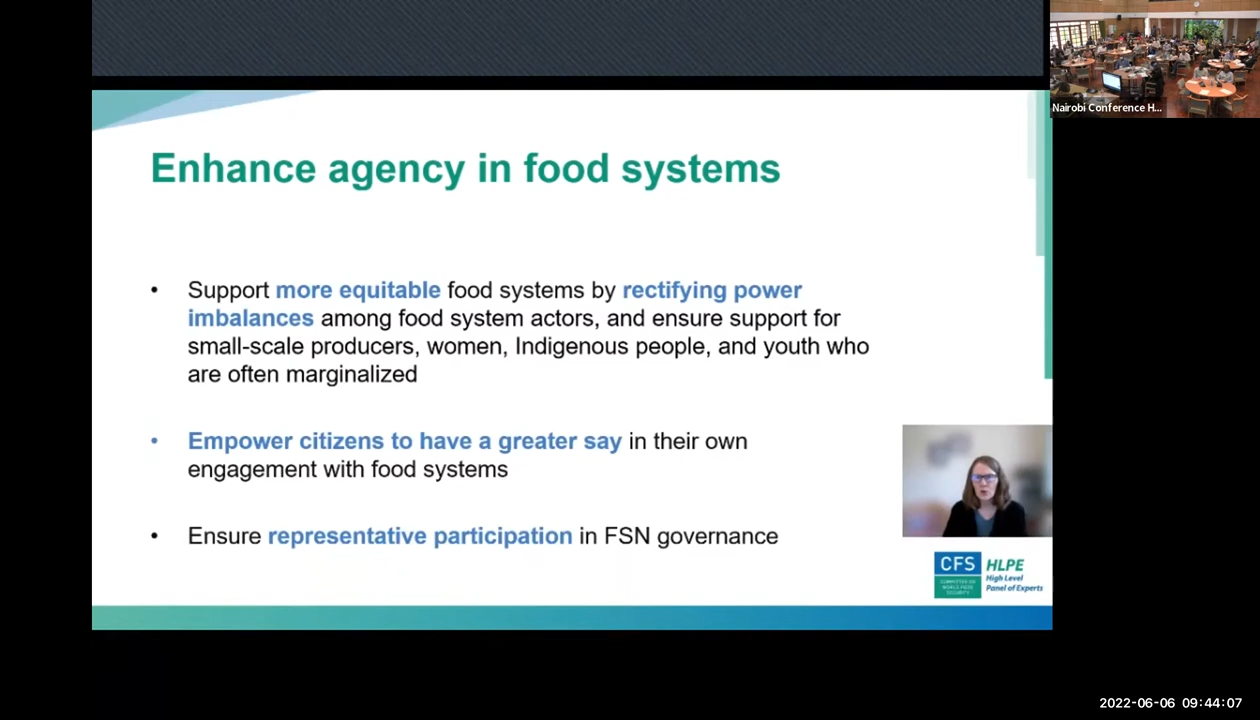 Nairobi Conference H...
Enhance agency in food systems
• Support more equitable food systems by rectifying power
imbalances among food system actors, and ensure support for
small-scale producers, women, Indigenous people, and youth who
are often marginalized
• Empower citizens to have a greater say in their own
engagement with food systems
• Ensure representative participation in FSN governance
CFS
COMMITTEE ON
WORLD FOOD
SECURITY
HLPE
High Level
Panel of Experts
2022-06-06 09:44:07